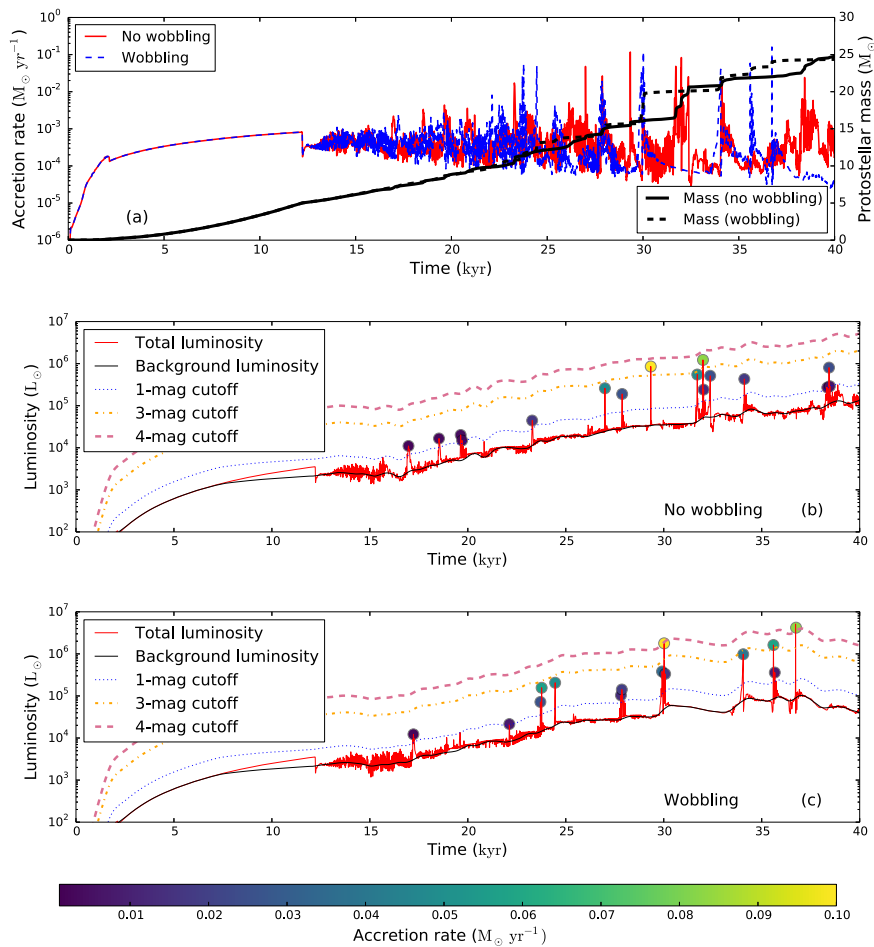 10⁰
10⁻¹
10⁻²
10⁻³
10⁻⁴
10⁻⁵
10⁻⁶
Accretion rate (M⊙ yr⁻¹)
No wobbling
Wobbling
(a)
Mass (no wobbling)
Mass (wobbling)
30
25
20
15
10
5
0
Protostellar mass (M⊙)
0 5 10 15 20 25 30 35 40
Time (kyr)
10⁷
10⁶
10⁵
10⁴
10³
10²
Luminosity (L⊙)
Total luminosity
Background luminosity
1-mag cutoff
3-mag cutoff
4-mag cutoff
No wobbling (b)
0 5 10 15 20 25 30 35 40
Time (kyr)
10⁷
10⁶
10⁵
10⁴
10³
10²
Luminosity (L⊙)
Total luminosity
Background luminosity
1-mag cutoff
3-mag cutoff
4-mag cutoff
Wobbling (c)
0 5 10 15 20 25 30 35 40
Time (kyr)
0.01 0.02 0.03 0.04 0.05 0.06 0.07 0.08 0.09 0.10
Accretion rate (M⊙ yr⁻¹)